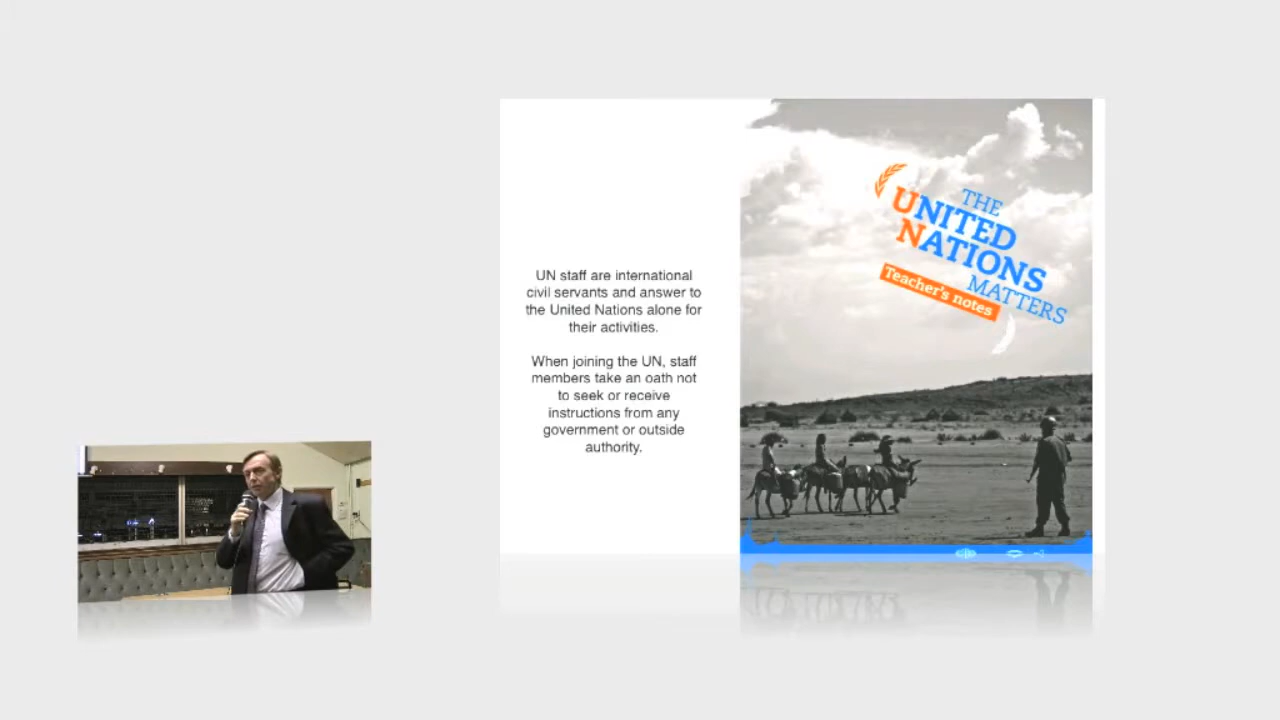 UN staff are international
civil servants and answer to
the United Nations alone for
their activities.
When joining the UN, staff
members take an oath not
to seek or receive
instructions from any
government or outside
authority.
THE
UNITED
NATIONS
MATTERS
Teacher's notes